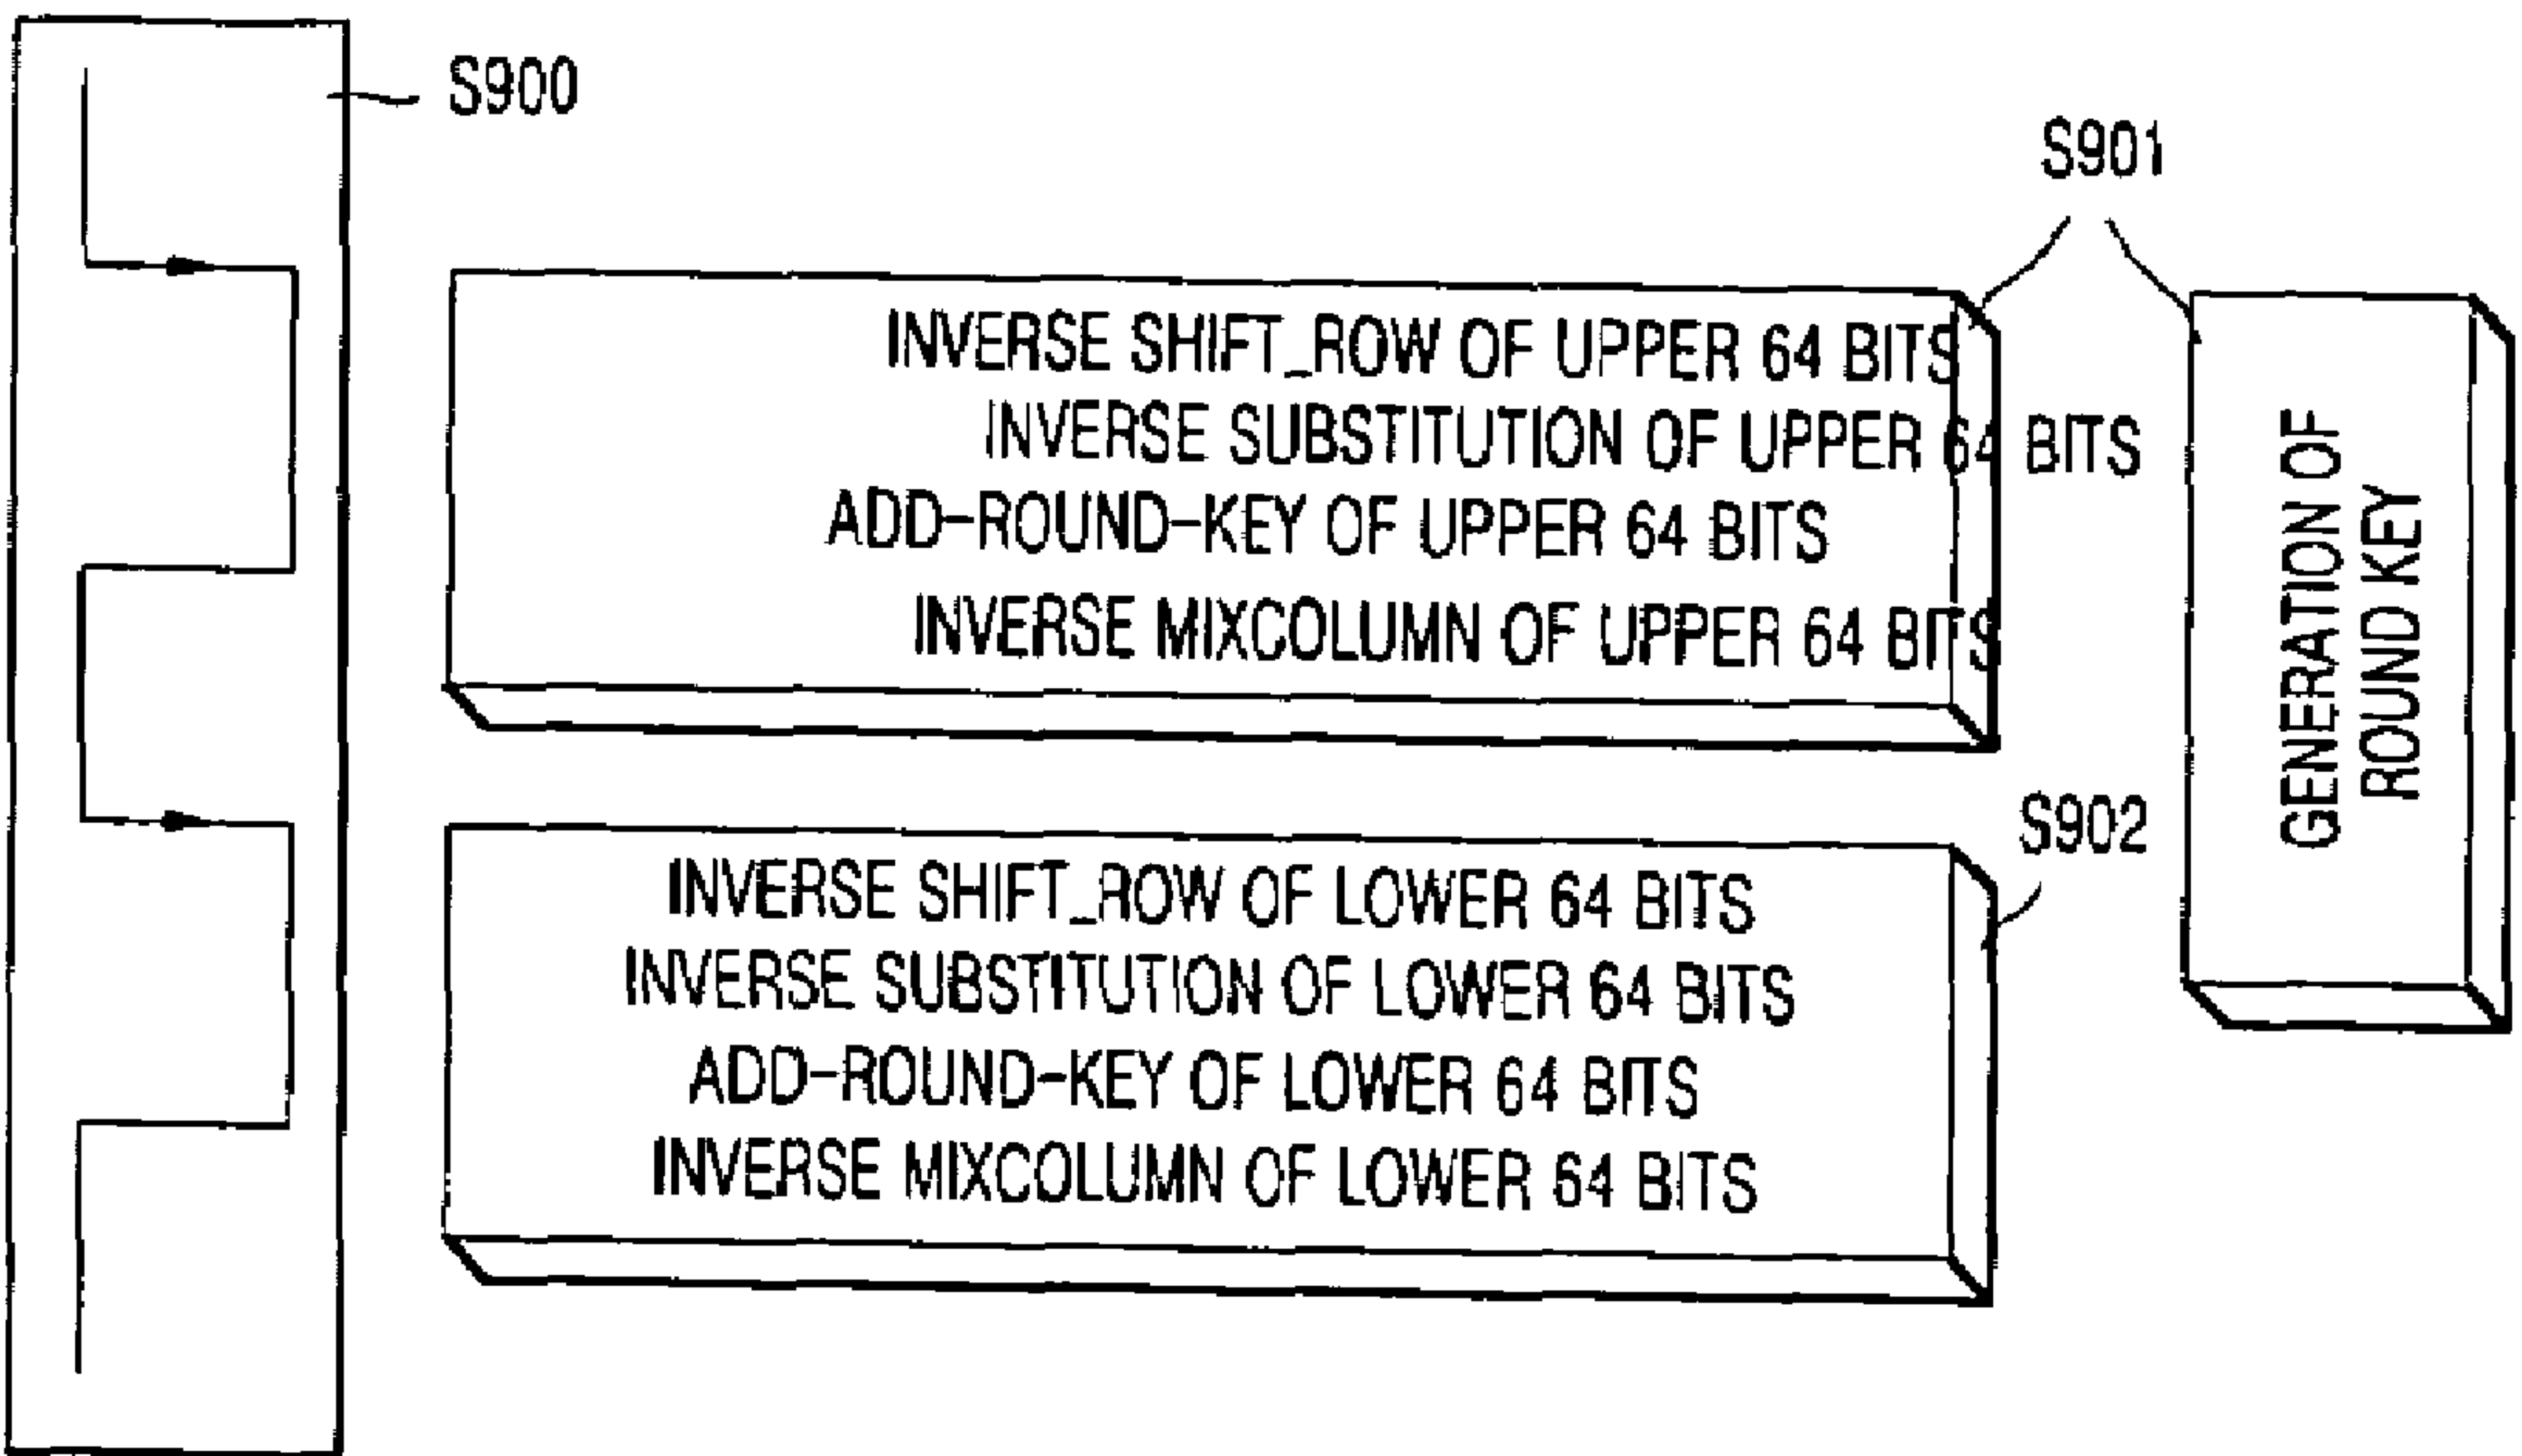 S900
S901
INVERSE SHIFT_ROW OF UPPER 64 BITS
INVERSE SUBSTITUTION OF UPPER 64 BITS
ADD-ROUND-KEY OF UPPER 64 BITS
INVERSE MIXCOLUMN OF UPPER 64 BITS
GENERATION OF
ROUND KEY
S902
INVERSE SHIFT_ROW OF LOWER 64 BITS
INVERSE SUBSTITUTION OF LOWER 64 BITS
ADD-ROUND-KEY OF LOWER 64 BITS
INVERSE MIXCOLUMN OF LOWER 64 BITS